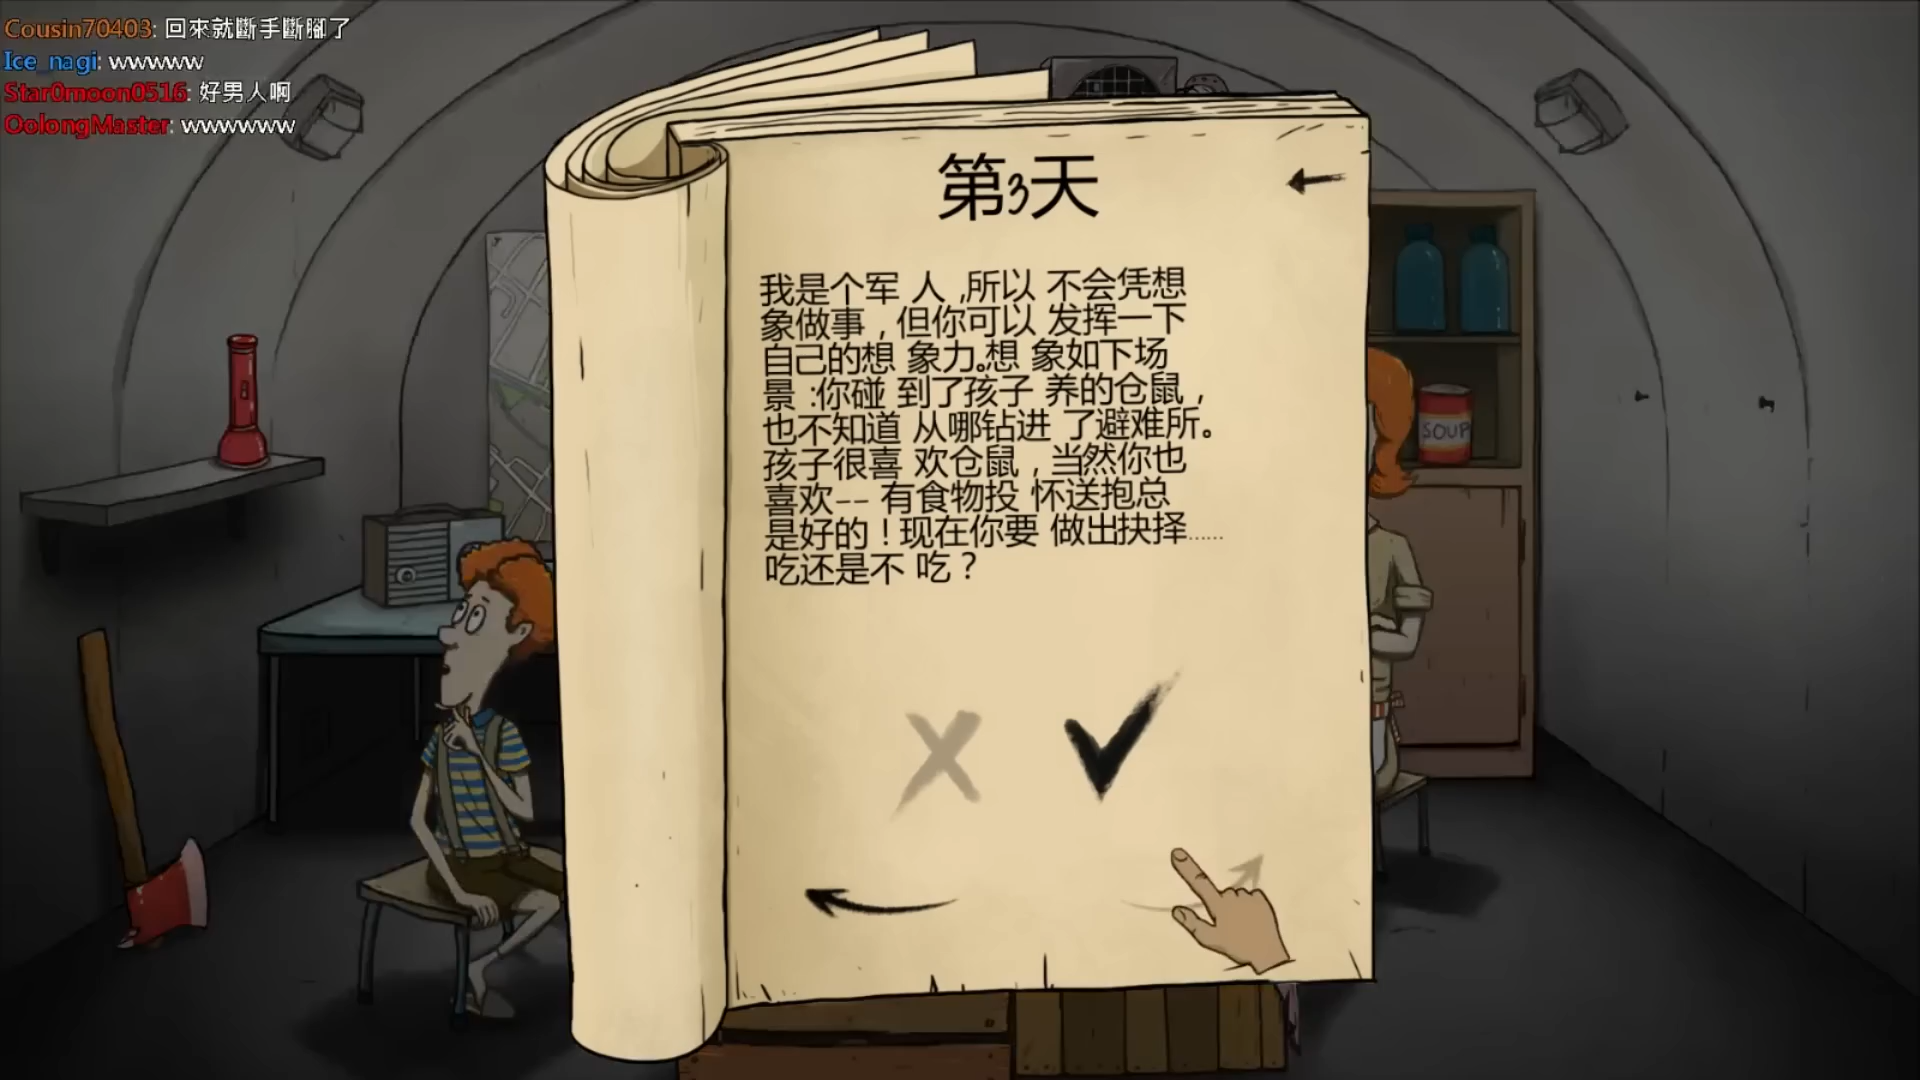 Cousin70403: 回來就斷手斷腳了
Ice_nagi: wwwww
Star0moon0516: 好男人啊
OolongMaster: wwwwww
第3天
我是个军 人 ,所以 不会凭想
象做事 , 但你可以 发挥一下
自己的想 象力。想 象如下场
景 :你碰 到了孩子 养的仓鼠 ,
也不知道 从哪钻进 了避难所。
孩子很喜 欢仓鼠 , 当然你也
喜欢-- 有食物投 怀送抱总
是好的 ! 现在你要 做出抉择......
吃还是不 吃 ?
SOUP